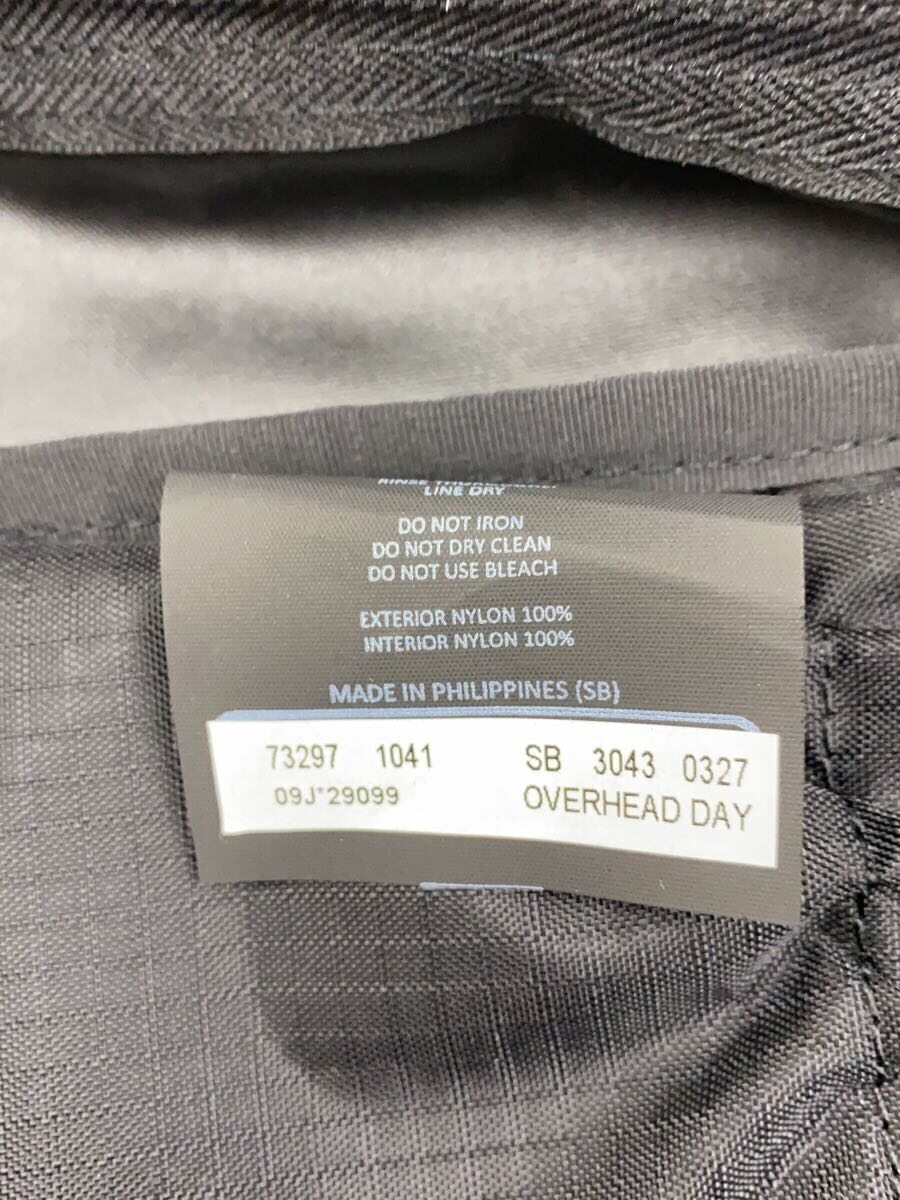 RINSE
LINE DRY
DO NOT IRON
DO NOT DRY CLEAN
DO NOT USE BLEACH
EXTERIOR NYLON 100%
INTERIOR NYLON 100%
MADE IN PHILIPPINES (SB)
73297 1041 SB 3043 0327
09J*29099 OVERHEAD DAY